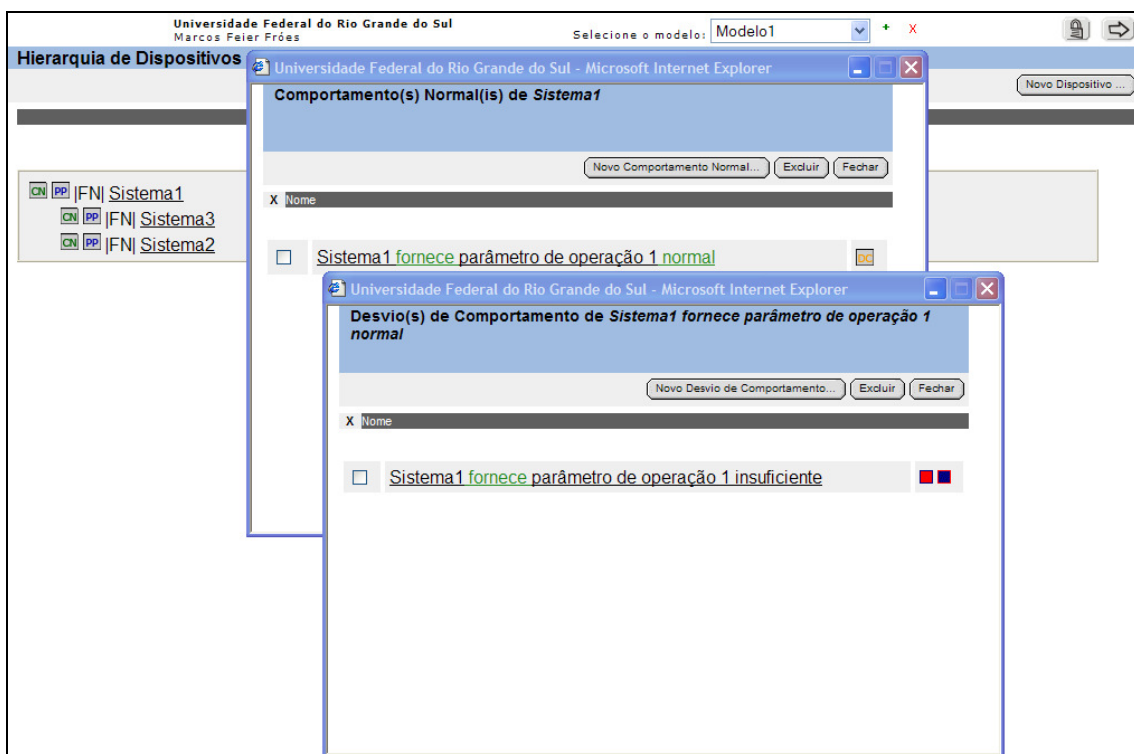 Universidade Federal do Rio Grande do Sul
Marcos Feier Fróes
Selecione o modelo: Modelo1 + X
Hierarquia de Dispositivos
Novo Dispositivo ...
CN PP |FN| Sistema1
CN PP |FN| Sistema3
CN PP |FN| Sistema2
Universidade Federal do Rio Grande do Sul - Microsoft Internet Explorer
Comportamento(s) Normal(is) de Sistema1
Novo Comportamento Normal... Excluir Fechar
X Nome
Sistema1 fornece parâmetro de operação 1 normal DC
Universidade Federal do Rio Grande do Sul - Microsoft Internet Explorer
Desvio(s) de Comportamento de Sistema1 fornece parâmetro de operação 1
normal
Novo Desvio de Comportamento... Excluir Fechar
X Nome
Sistema1 fornece parâmetro de operação 1 insuficiente